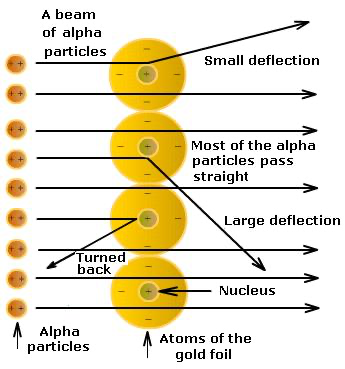 A beam
of alpha
particles
Small deflection
Most of the alpha
particles pass
straight
Large deflection
Turned
back
Nucleus
Alpha
particles
Atoms of the
gold foil